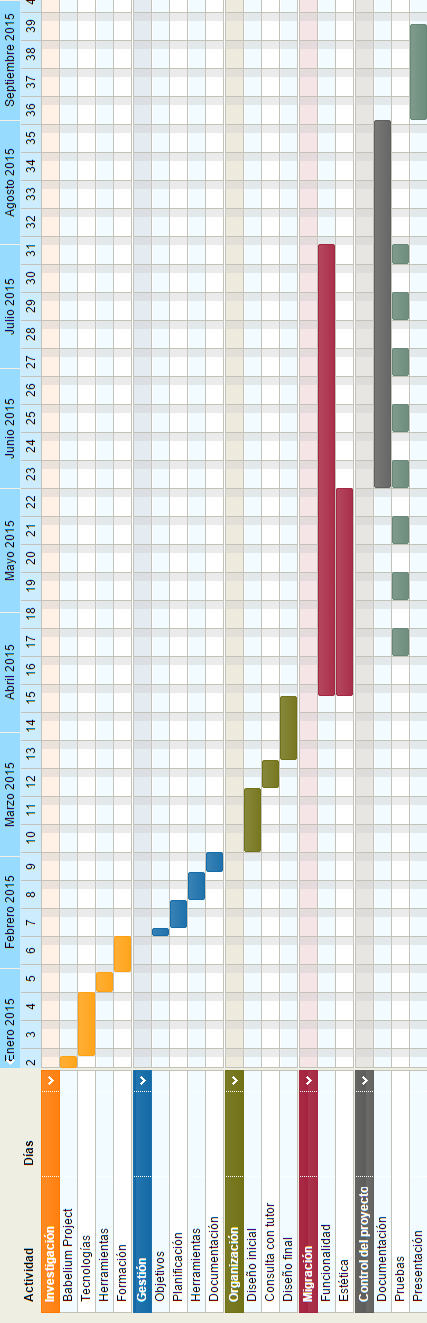 Actividad Días
Enero 2015 Febrero 2015 Marzo 2015 Abril 2015 Mayo 2015 Junio 2015 Julio 2015 Agosto 2015 Septiembre 2015
2 3 4 5 6 7 8 9 10 11 12 13 14 15 16 17 18 19 20 21 22 23 24 25 26 27 28 29 30 31 32 33 34 35 36 37 38 39
Investigación
Babelium Project
Tecnologías
Herramientas
Formación
Gestión
Objetivos
Planificación
Herramientas
Documentación
Organización
Diseño inicial
Consulta con tutor
Diseño final
Migración
Funcionalidad
Estética
Control del proyecto
Documentación
Pruebas
Presentación